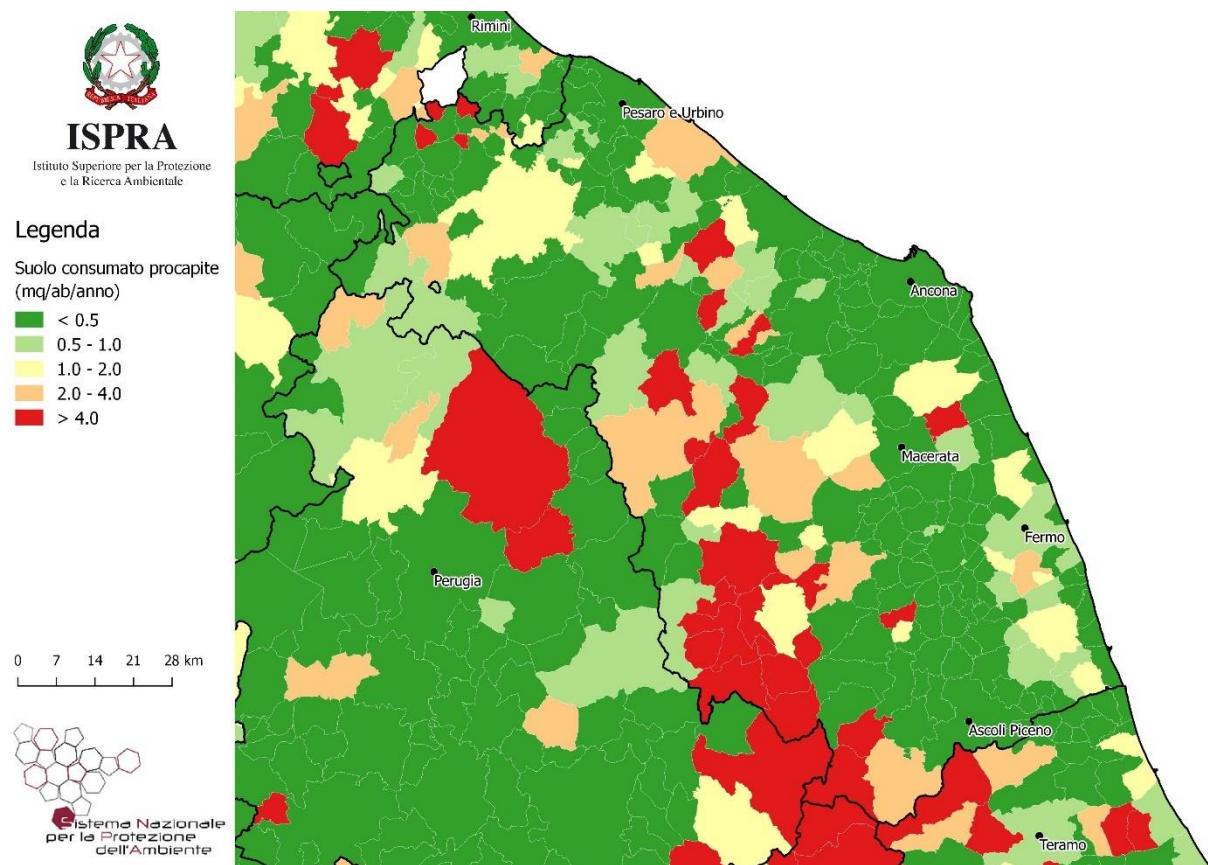 REPVBBLICA ITALIANA
ISPRA
Istituto Superiore per la Protezione
e la Ricerca Ambientale
Legenda
Suolo consumato procapite
(mq/ab/anno)
< 0.5
0.5 - 1.0
1.0 - 2.0
2.0 - 4.0
> 4.0
0 7 14 21 28 km
Sistema Nazionale
per la Protezione
dell'Ambiente
Rimini
Pesaro e Urbino
Ancona
Macerata
Fermo
Perugia
Ascoli Piceno
Teramo